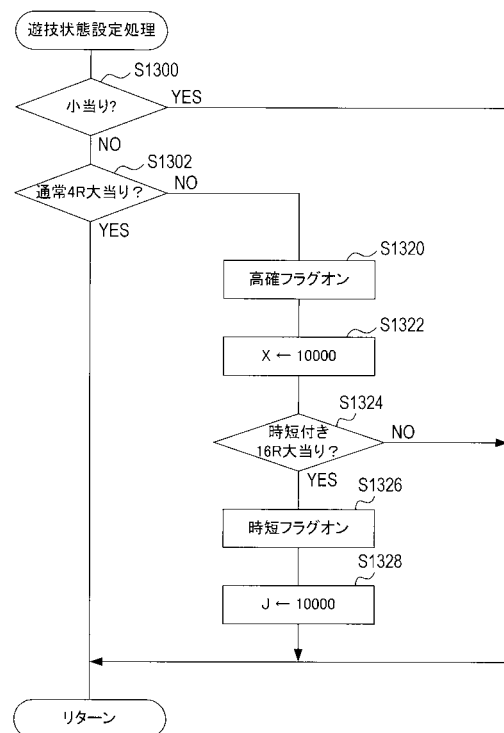 遊技状態設定処理
S1300
小当り?
YES
NO
S1302
通常4R大当り?
NO
YES
S1320
高確フラグオン
S1322
X ← 10000
S1324
時短付き
16R大当り?
NO
YES
S1326
時短フラグオン
S1328
J ← 10000
リターン